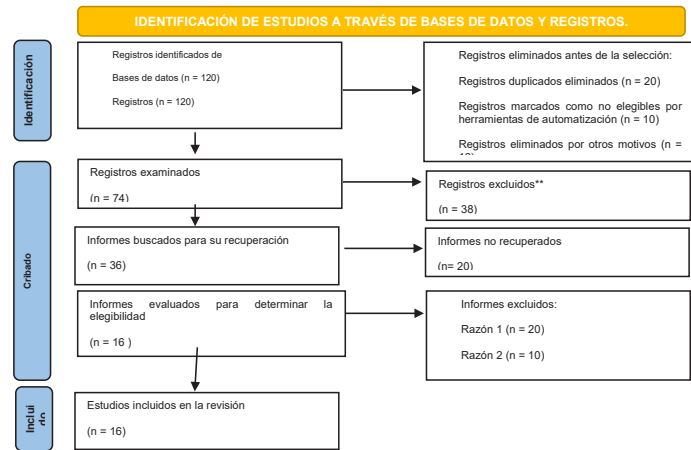 IDENTIFICACIÓN DE ESTUDIOS A TRAVÉS DE BASES DE DATOS Y REGISTROS.
Identificación
Registros identificados de
Bases de datos (n = 120)
Registros (n = 120)
Registros eliminados antes de la selección:
Registros duplicados eliminados (n = 20)
Registros marcados como no elegibles por
herramientas de automatización (n = 10)
Registros eliminados por otros motivos (n =
Cribado
Registros examinados
(n = 74)
Registros excluidos**
(n = 38)
Informes buscados para su recuperación
(n = 36)
Informes no recuperados
(n= 20)
Informes evaluados para determinar la
elegibilidad
(n = 16 )
Informes excluidos:
Razón 1 (n = 20)
Razón 2 (n = 10)
Inclui
do
Estudios incluidos en la revisión
(n = 16)